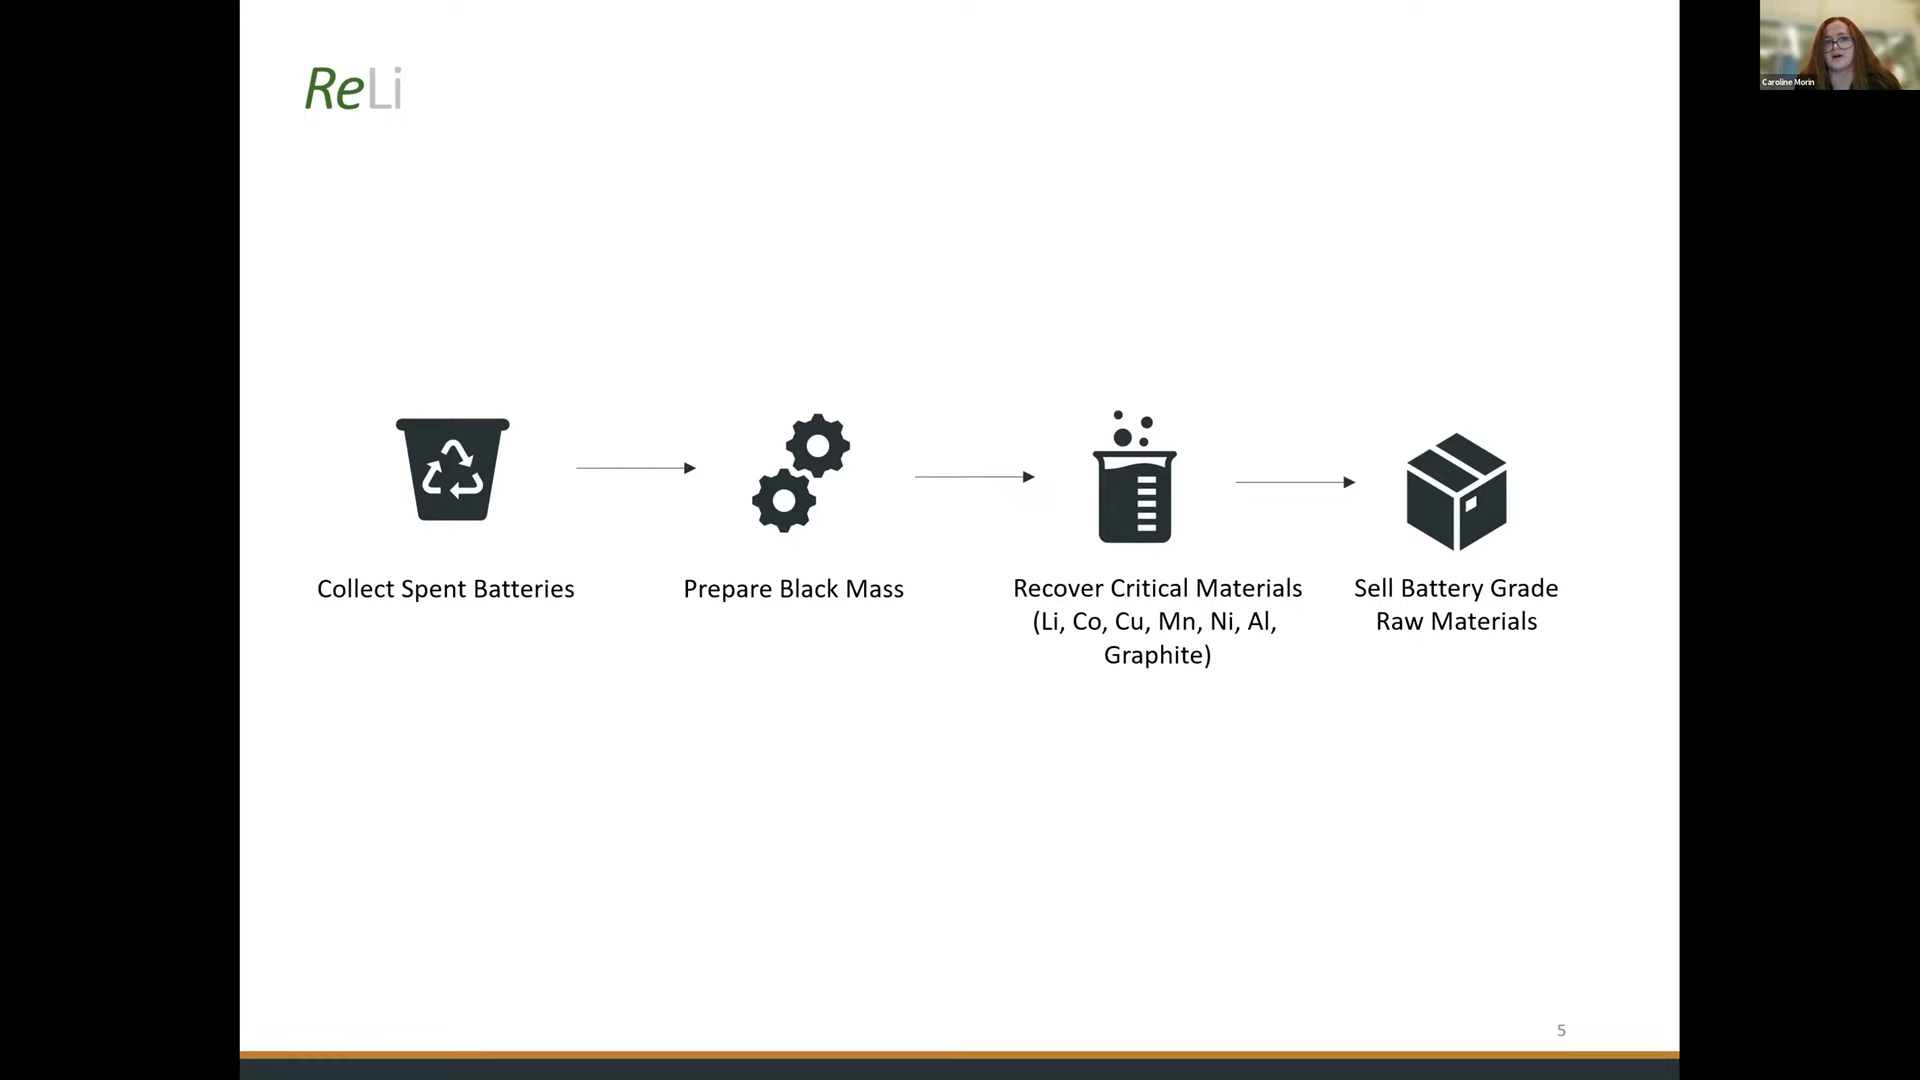 ReLi
Caroline Morin
Collect Spent Batteries
Prepare Black Mass
Recover Critical Materials
(Li, Co, Cu, Mn, Ni, Al,
Graphite)
Sell Battery Grade
Raw Materials
5